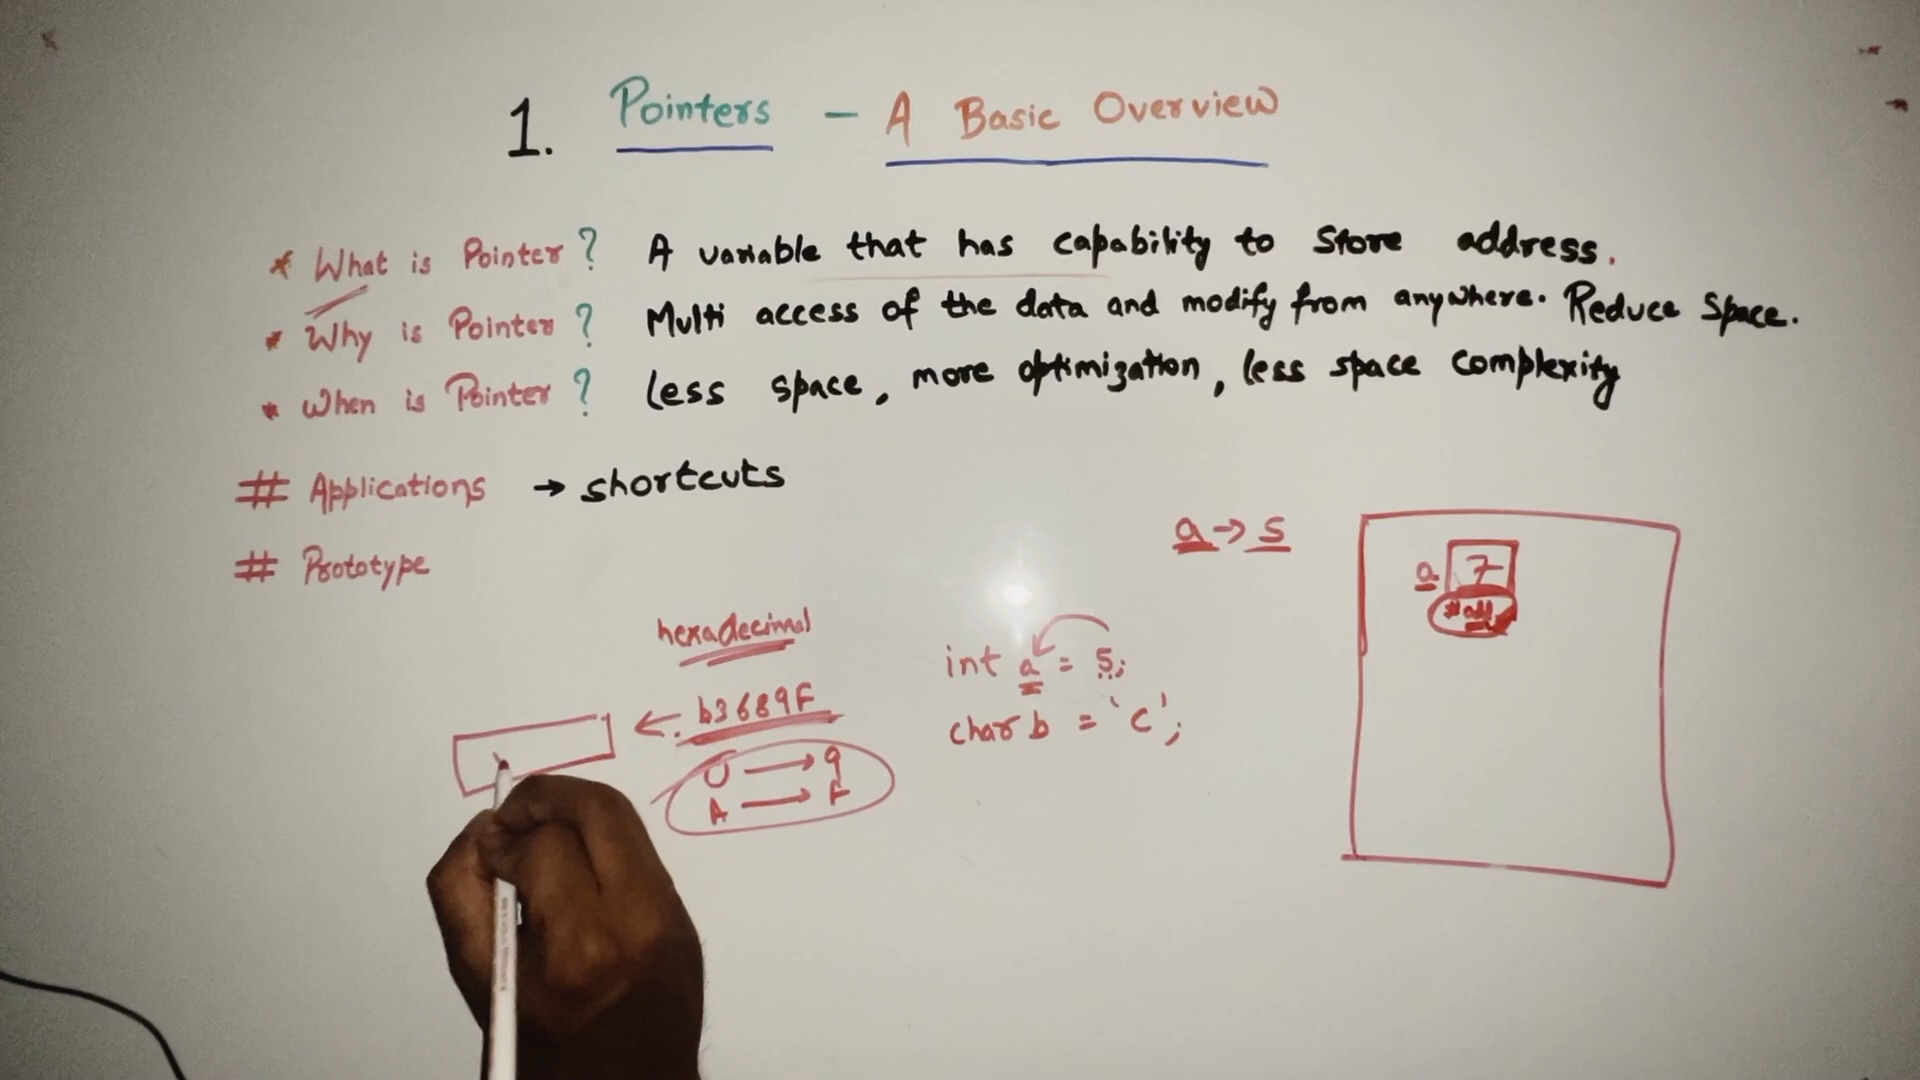 1. Pointers - A Basic Overview
* What is Pointer ? A variable that has capability to store address.
* Why is Pointer ? Multi access of the data and modify from anywhere. Reduce Space.
* When is Pointer ? less space, more optimization, less space complexity
# Applications → shortcuts
# Prototype
a → 5
a 7
hexadecimal
int a = 5;
← b3689F
char b = 'c';
0 → 9
A → F